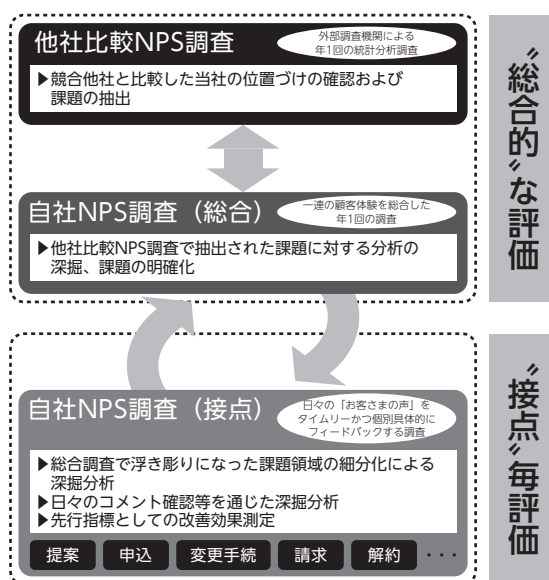 他社比較NPS調査
外部調査機関による
年1回の統計分析調査
▶競合他社と比較した当社の位置づけの確認および
課題の抽出
自社NPS調査（総合）
一連の顧客体験を総合した
年1回の調査
▶他社比較NPS調査で抽出された課題に対する分析の
深掘、課題の明確化
〝総合的〟な評価
自社NPS調査（接点）
日々の「お客さまの声」を
タイムリーかつ個別具体的に
フィードバックする調査
▶総合調査で浮き彫りになった課題領域の細分化による
深掘分析
▶日々のコメント確認等を通じた深掘分析
▶先行指標としての改善効果測定
提案 申込 変更手続 請求 解約 ・・・
〝接点〟毎評価